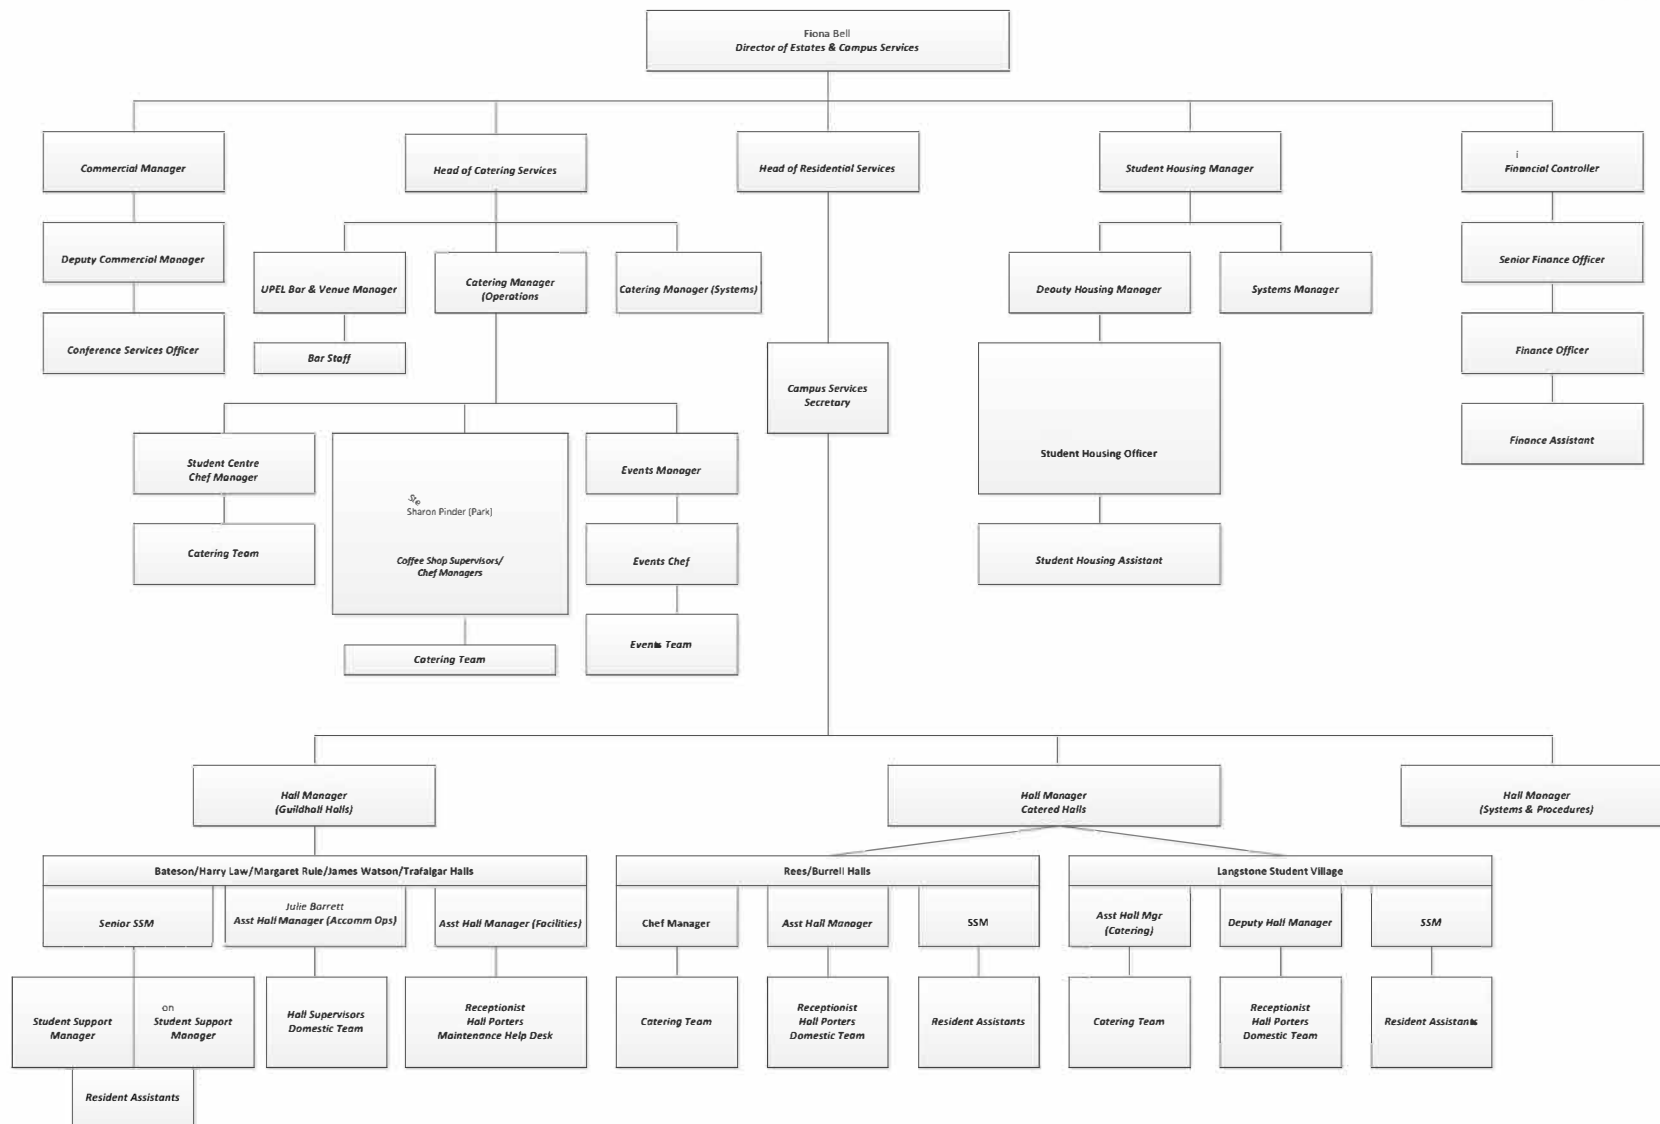 Fiona Bell
Director of Estates & Campus Services
Commercial Manager
Head of Catering Services
Head of Residential Services
Student Housing Manager
i
Financial Controller
Deputy Commercial Manager
UPEL Bar & Venue Manager
Catering Manager
(Operations
Catering Manager (Systems)
Deouty Housing Manager
Systems Manager
Senior Finance Officer
Conference Services Officer
Bar Staff
Campus Services
Secretary
Student Housing Officer
Finance Officer
Finance Assistant
Student Centre
Chef Manager
Ste
Sharon Pinder (Park)
Coffee Shop Supervisors/
Chef Managers
Events Manager
Catering Team
Events Chef
Student Housing Assistant
Catering Team
Events Team
Hall Manager
(Guildhall Halls)
Hall Manager
Catered Halls
Hall Manager
(Systems & Procedures)
Bateson/Harry Law/Margaret Rule/James Watson/Trafalgar Halls
Rees/Burrell Halls
Langstone Student Village
Senior SSM
Julie Barrett
Asst Hall Manager (Accomm Ops)
Asst Hall Manager (Facilities)
Chef Manager
Asst Hall Manager
SSM
Asst Hall Mgr
(Catering)
Deputy Hall Manager
SSM
Student Support
Manager
on
Student Support
Manager
Hall Supervisors
Domestic Team
Receptionist
Hall Porters
Maintenance Help Desk
Catering Team
Receptionist
Hall Porters
Domestic Team
Resident Assistants
Catering Team
Receptionist
Hall Porters
Domestic Team
Resident Assistants
Resident Assistants